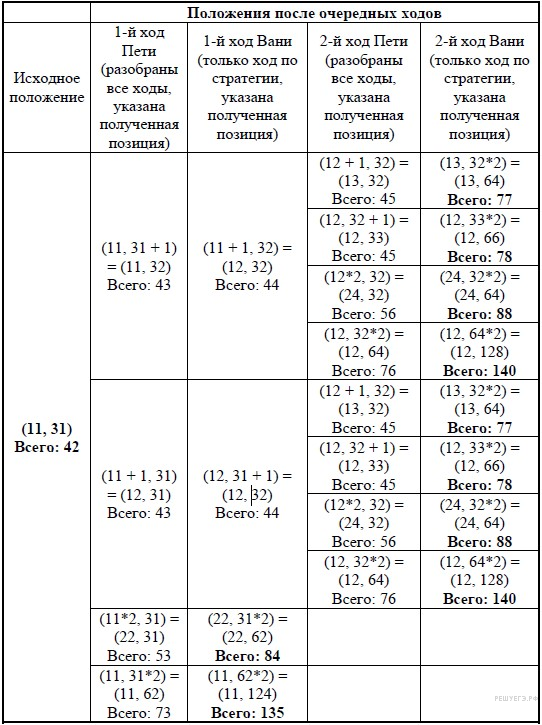 Положения после очередных ходов
Исходное
положение
1-й ход
Пети
(разобраны
все ходы,
указана
полученная
позиция)
1-й ход Вани
(только ход по
стратегии,
указана
полученная
позиция)
2-й ход Пети
(разобраны
все ходы,
указана
полученная
позиция)
2-й ход Вани
(только ход по
стратегии,
указана
полученная
позиция)
(11, 31)
Всего: 42
(11, 31 + 1)
= (11, 32)
Всего: 43
(11 + 1, 32) =
(12, 32)
Всего: 44
(12 + 1, 32) =
(13, 32)
Всего: 45
(13, 32*2) =
(13, 64)
Всего: 77
(12, 32 + 1) =
(12, 33)
Всего: 45
(12, 33*2) =
(12, 66)
Всего: 78
(12*2, 32) =
(24, 32)
Всего: 56
(24, 32*2) =
(24, 64)
Всего: 88
(12, 32*2) =
(12, 64)
Всего: 76
(12, 64*2) =
(12, 128)
Всего: 140
(11 + 1, 31)
= (12, 31)
Всего: 43
(12, 31 + 1) =
(12, 32)
Всего: 44
(12 + 1, 32) =
(13, 32)
Всего: 45
(13, 32*2) =
(13, 64)
Всего: 77
(12, 32 + 1) =
(12, 33)
Всего: 45
(12, 33*2) =
(12, 66)
Всего: 78
(12*2, 32) =
(24, 32)
Всего: 56
(24, 32*2) =
(24, 64)
Всего: 88
(12, 32*2) =
(12, 64)
Всего: 76
(12, 64*2) =
(12, 128)
Всего: 140
(11*2, 31) =
(22, 31)
Всего: 53
(22, 31*2) =
(22, 62)
Всего: 84
(11, 31*2) =
(11, 62)
Всего: 73
(11, 62*2) =
(11, 124)
Всего: 135
РЕШУЕГЭ.РФ